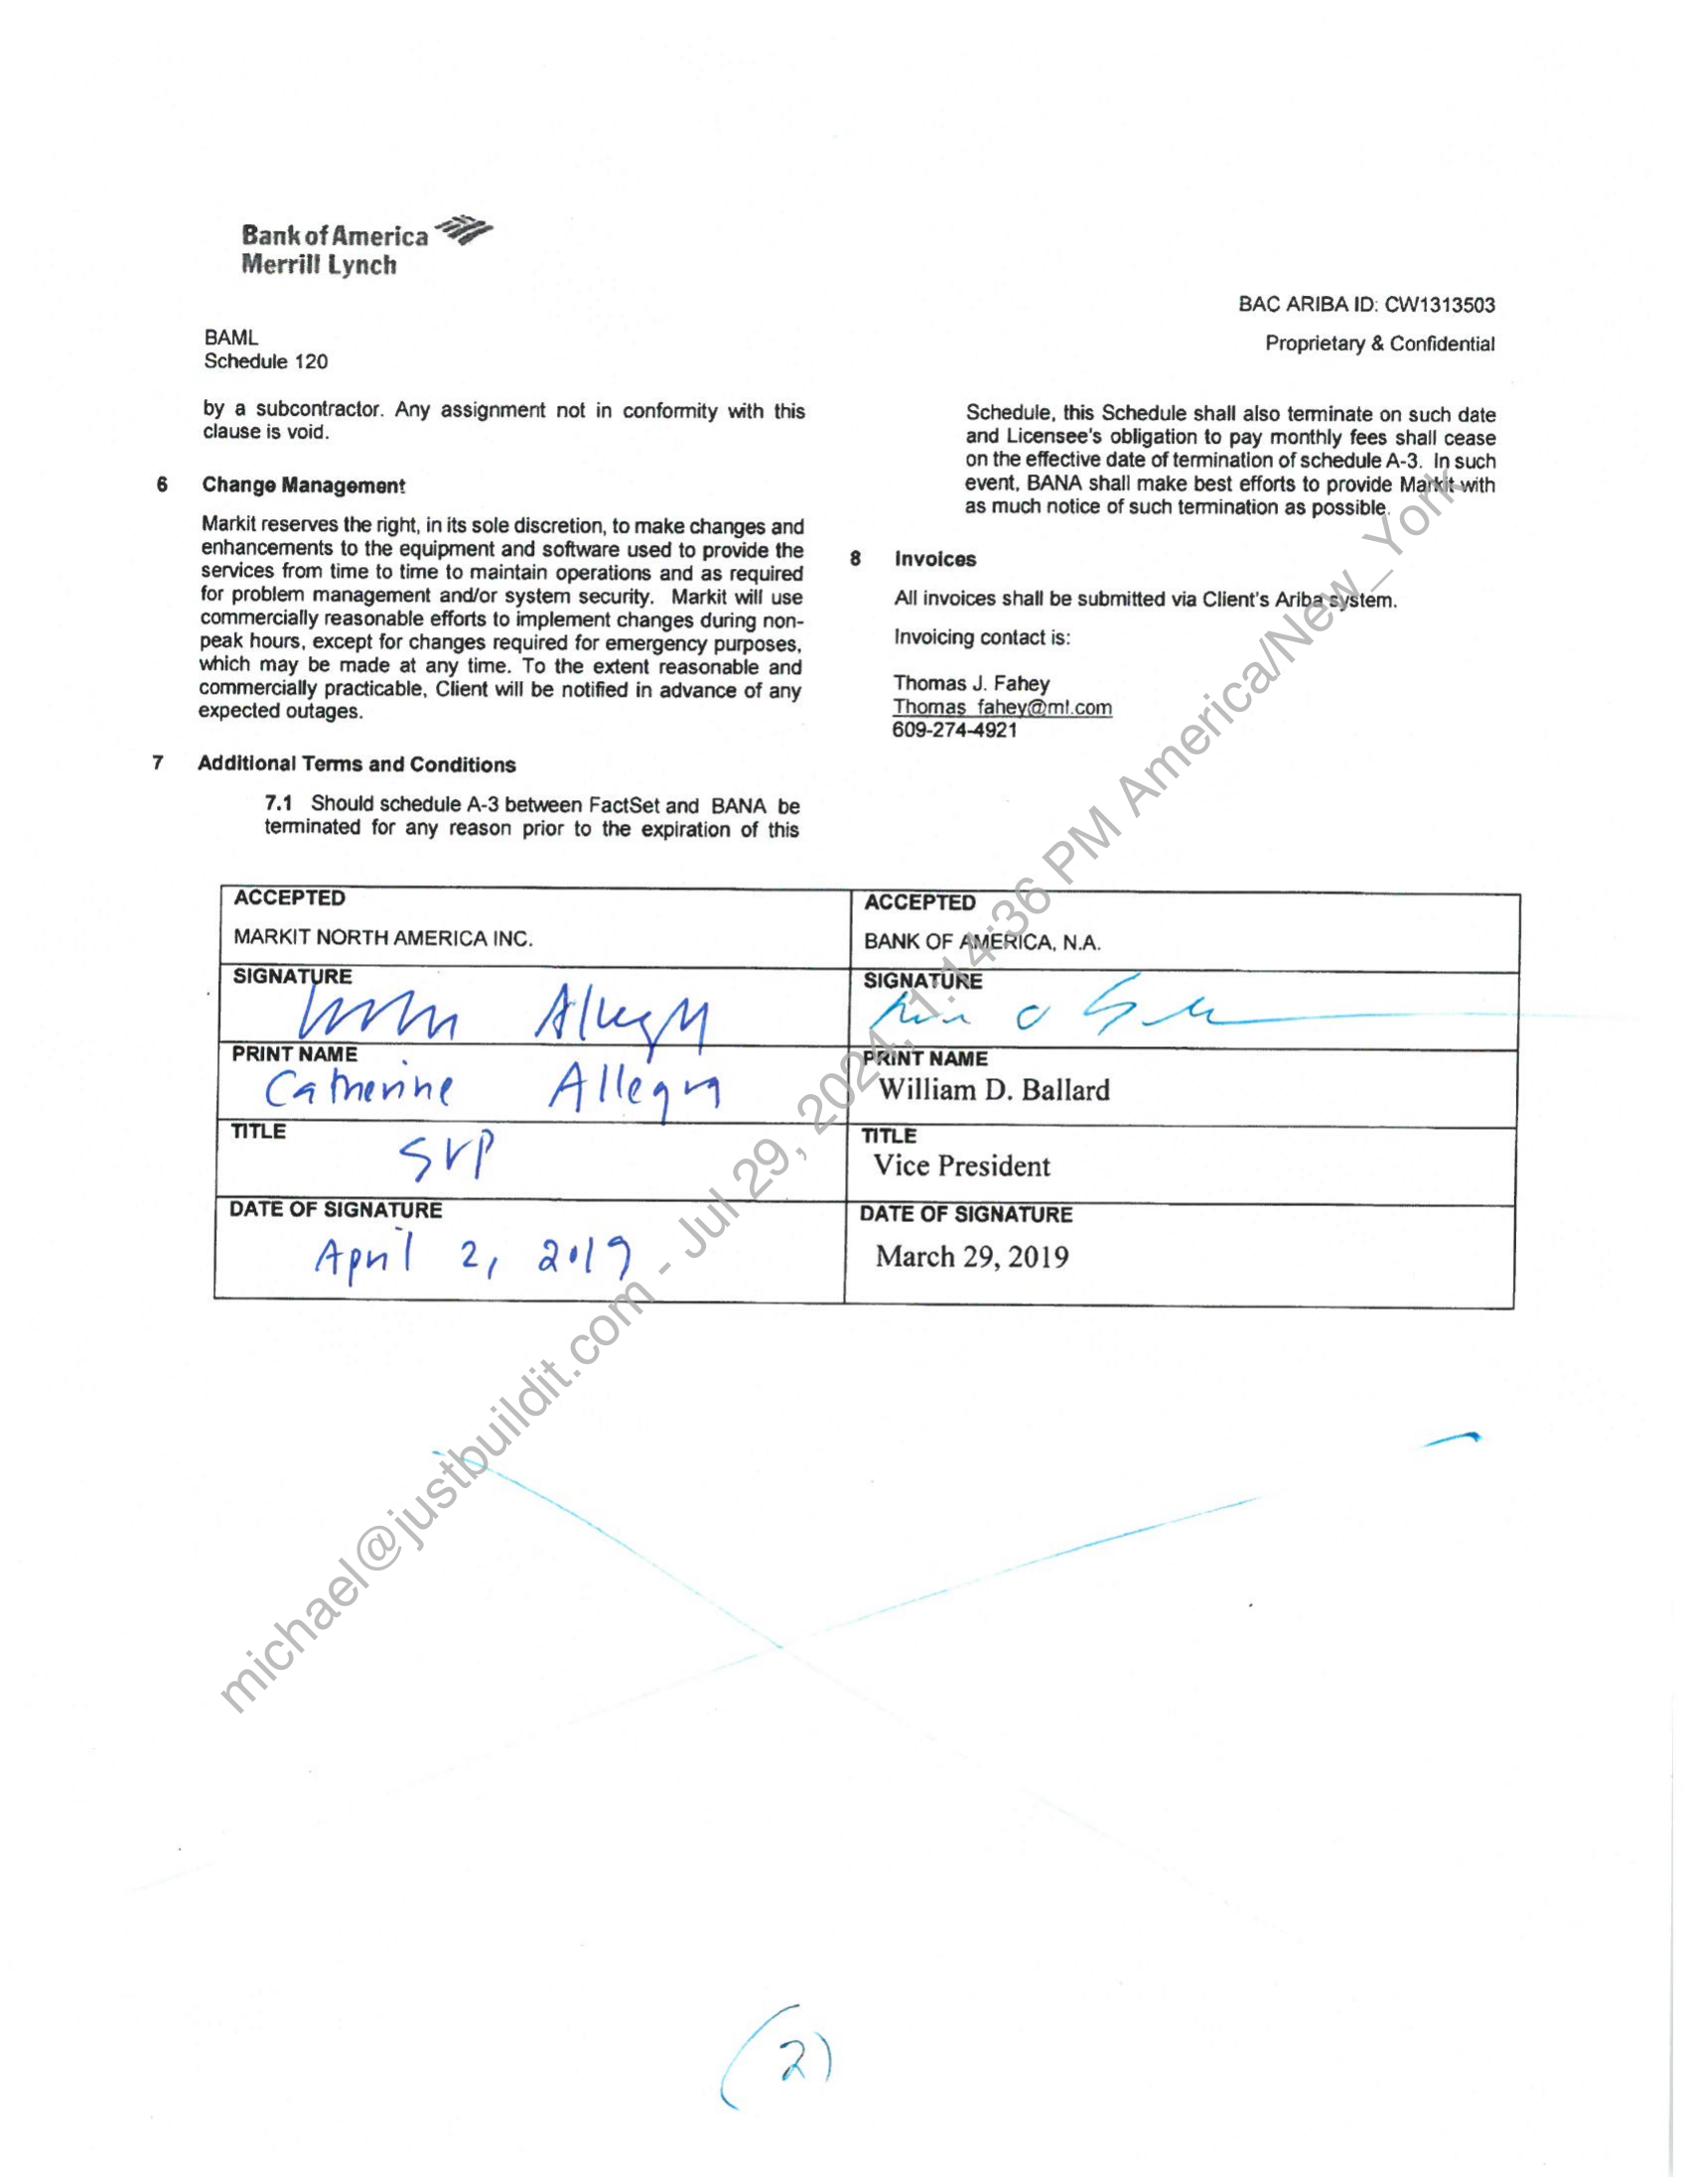 Bank of America
Merrill Lynch
BAC ARIBA ID: CW1313503
Proprietary & Confidential
BAML
Schedule 120
by a subcontractor. Any assignment not in conformity with this
clause is void.
6 Change Management
Markit reserves the right, in its sole discretion, to make changes and
enhancements to the equipment and software used to provide the
services from time to time to maintain operations and as required
for problem management and/or system security. Markit will use
commercially reasonable efforts to implement changes during non-
peak hours, except for changes required for emergency purposes,
which may be made at any time. To the extent reasonable and
commercially practicable, Client will be notified in advance of any
expected outages.
7 Additional Terms and Conditions
7.1 Should schedule A-3 between FactSet and BANA be
terminated for any reason prior to the expiration of this
Schedule, this Schedule shall also terminate on such date
and Licensee's obligation to pay monthly fees shall cease
on the effective date of termination of schedule A-3. In such
event, BANA shall make best efforts to provide Markit with
as much notice of such termination as possible.
8 Invoices
All invoices shall be submitted via Client's Ariba system.
Invoicing contact is:
Thomas J. Fahey
Thomas_fahey@ml.com
609-274-4921
ACCEPTED
MARKIT NORTH AMERICA INC.
SIGNATURE
PRINT NAME
Catherine Allegra
TITLE
SVP
DATE OF SIGNATURE
April 2, 2019
ACCEPTED
BANK OF AMERICA, N.A.
SIGNATURE
PRINT NAME
William D. Ballard
TITLE
Vice President
DATE OF SIGNATURE
March 29, 2019
michael@justbuildit.com - Jul 29, 2024, 1:14:36 PM America/New_York
(2)